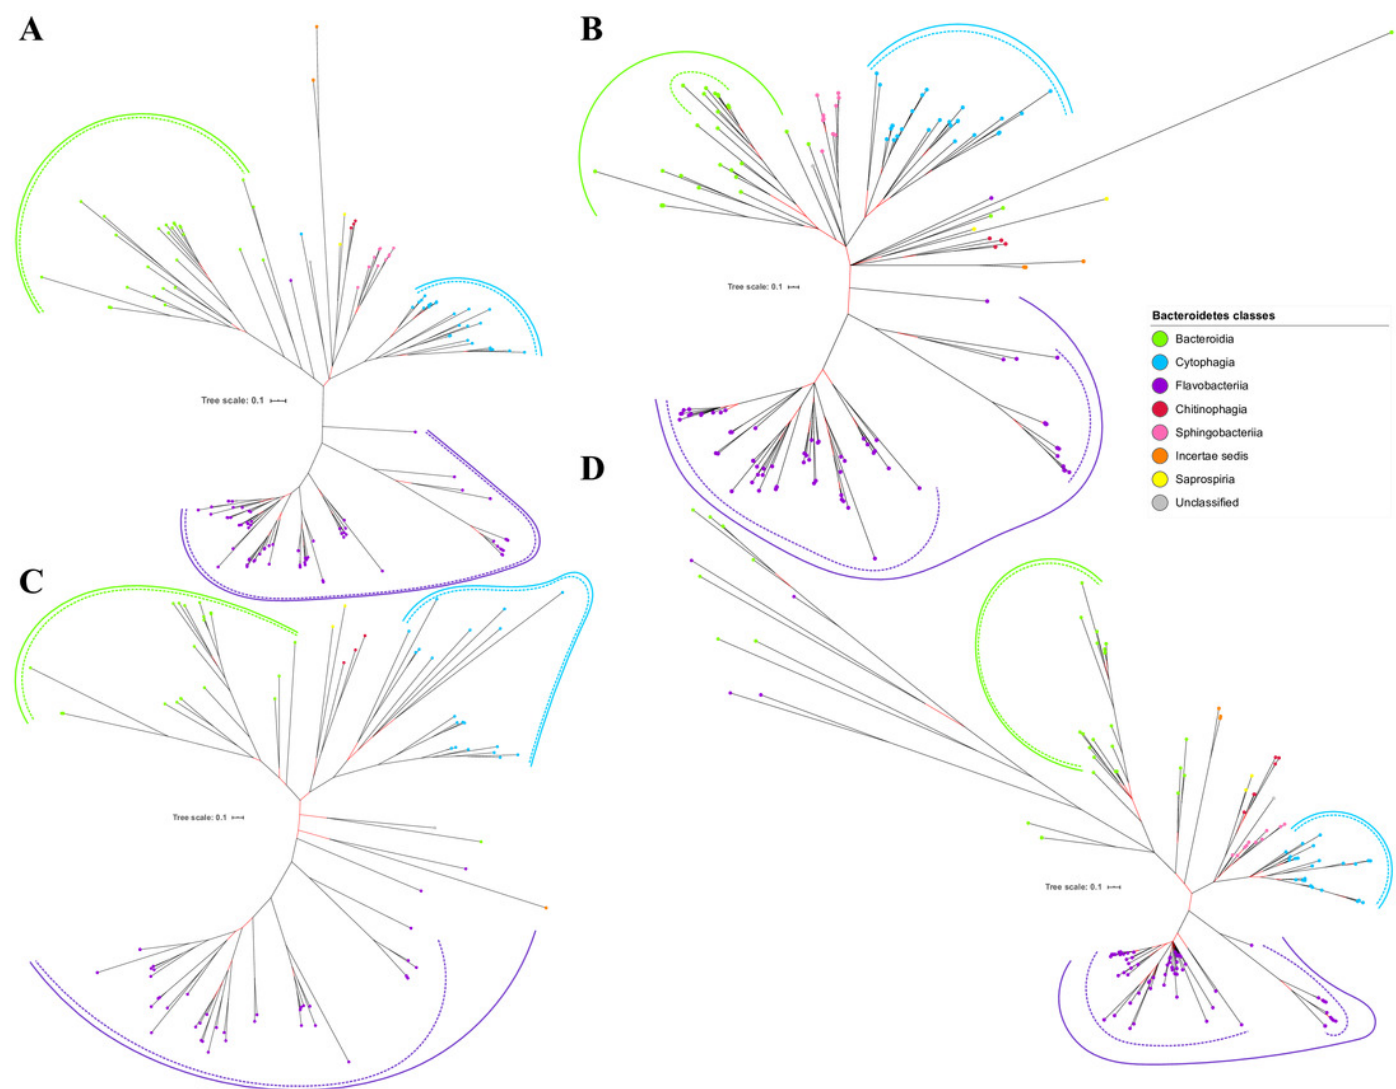 A
B
Tree scale: 0.1
Tree scale: 0.1
Bacteroidetes classes
Bacteroidia
Cytophagia
Flavobacteriia
Chitinophagia
Sphingobacteriia
Incertae sedis
Saprospiria
Unclassified
C
D
Tree scale: 0.1
Tree scale: 0.1